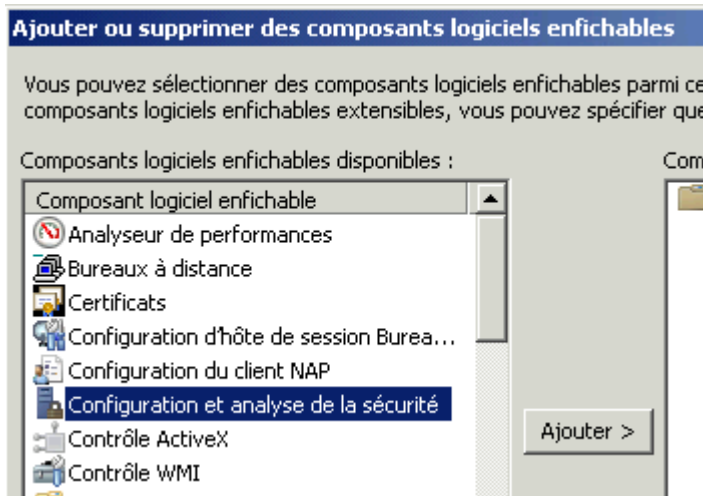 Ajouter ou supprimer des composants logiciels enfichables
Vous pouvez sélectionner des composants logiciels enfichables parmi ce
composants logiciels enfichables extensibles, vous pouvez spécifier que
Composants logiciels enfichables disponibles :
Com
Composant logiciel enfichable
Analyseur de performances
Bureaux à distance
Certificats
Configuration d'hôte de session Burea...
Configuration du client NAP
Configuration et analyse de la sécurité
Contrôle ActiveX
Ajouter >
Contrôle WMI